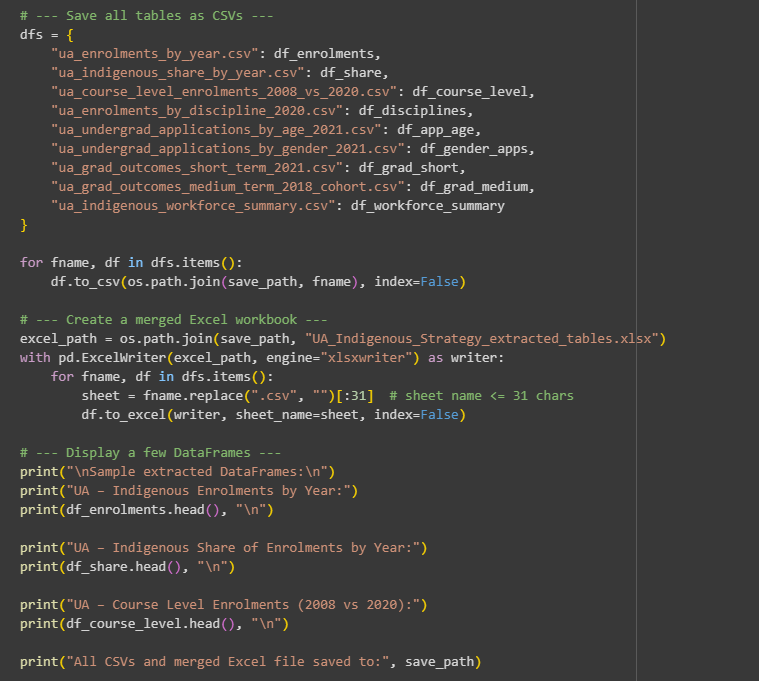 # --- Save all tables as CSVs ---
dfs = {
    "ua_enrolments_by_year.csv": df_enrolments,
    "ua_indigenous_share_by_year.csv": df_share,
    "ua_course_level_enrolments_2008_vs_2020.csv": df_course_level,
    "ua_enrolments_by_discipline_2020.csv": df_disciplines,
    "ua_undergrad_applications_by_age_2021.csv": df_app_age,
    "ua_undergrad_applications_by_gender_2021.csv": df_gender_apps,
    "ua_grad_outcomes_short_term_2021.csv": df_grad_short,
    "ua_grad_outcomes_medium_term_2018_cohort.csv": df_grad_medium,
    "ua_indigenous_workforce_summary.csv": df_workforce_summary
}

for fname, df in dfs.items():
    df.to_csv(os.path.join(save_path, fname), index=False)

# --- Create a merged Excel workbook ---
excel_path = os.path.join(save_path, "UA_Indigenous_Strategy_extracted_tables.xlsx")
with pd.ExcelWriter(excel_path, engine="xlsxwriter") as writer:
    for fname, df in dfs.items():
        sheet = fname.replace(".csv", "")[:31]  # sheet name <= 31 chars
        df.to_excel(writer, sheet_name=sheet, index=False)

# --- Display a few DataFrames ---
print("\nSample extracted DataFrames:\n")
print("UA – Indigenous Enrolments by Year:")
print(df_enrolments.head(), "\n")

print("UA – Indigenous Share of Enrolments by Year:")
print(df_share.head(), "\n")

print("UA – Course Level Enrolments (2008 vs 2020):")
print(df_course_level.head(), "\n")

print("All CSVs and merged Excel file saved to:", save_path)